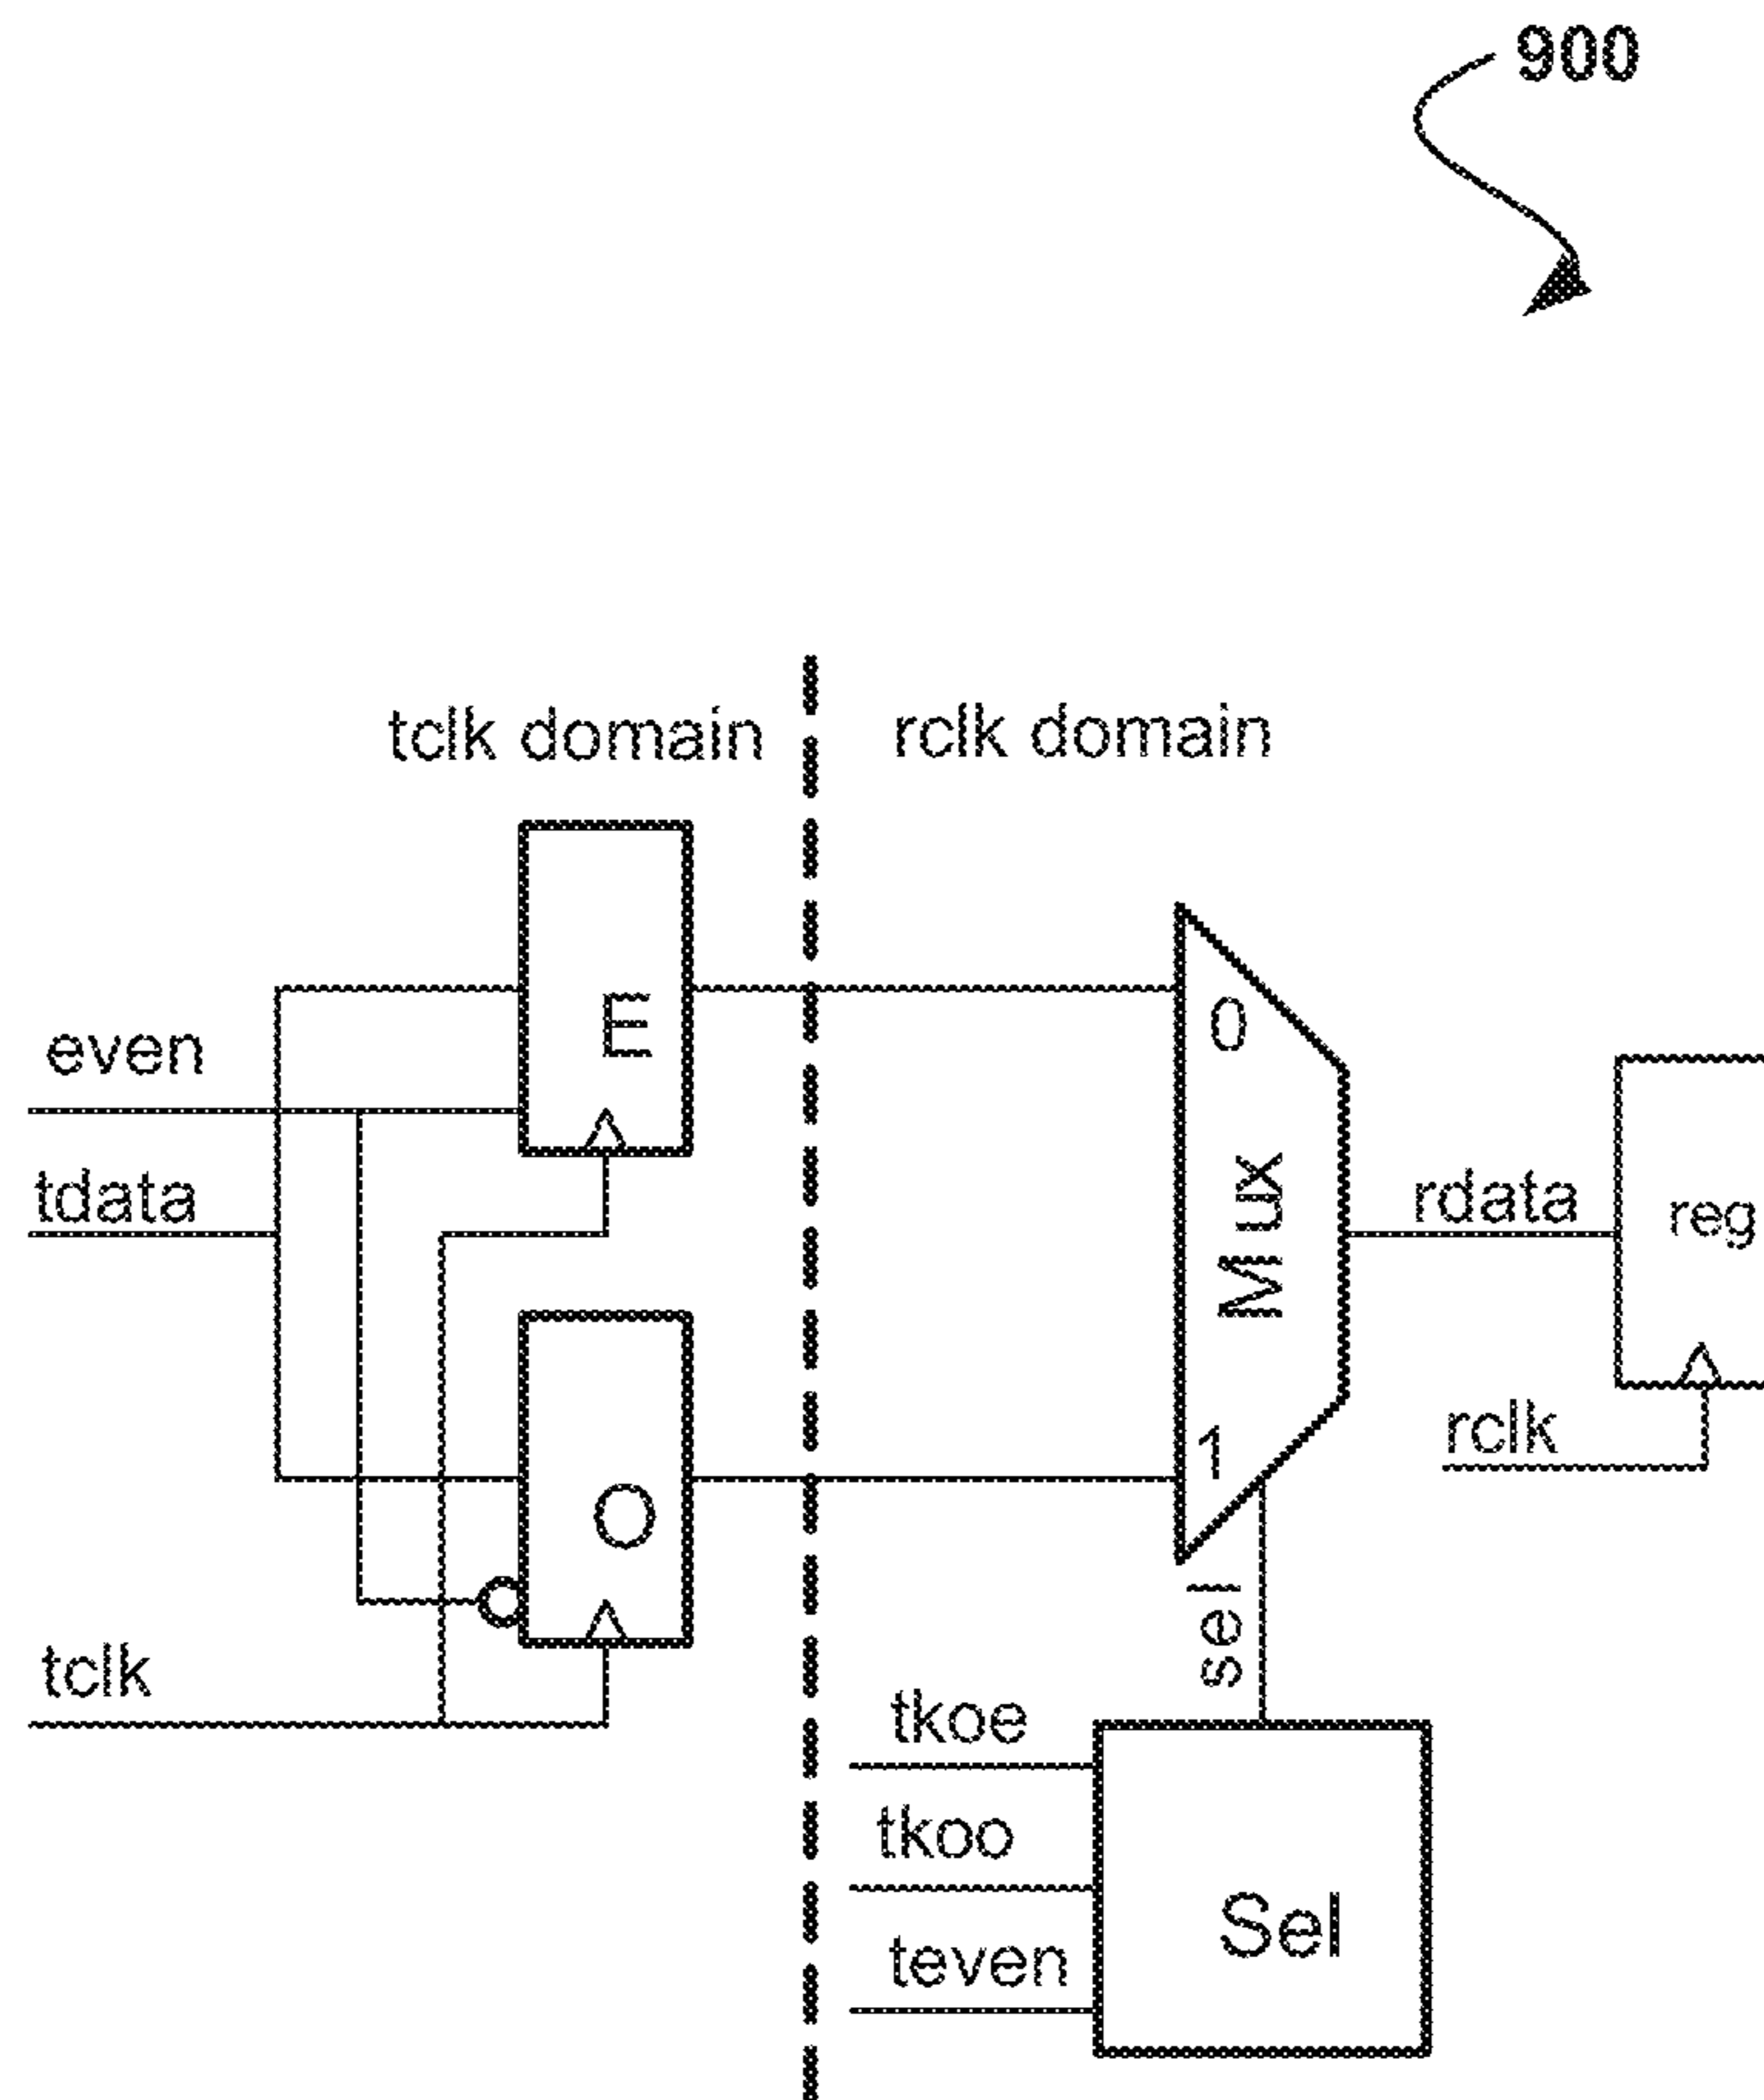 900
tclk domain
rclk domain
E
even
0
tdata
Mux
rdata
reg
1
rclk
O
sel
tclk
tkoe
tkoo
Sel
teven